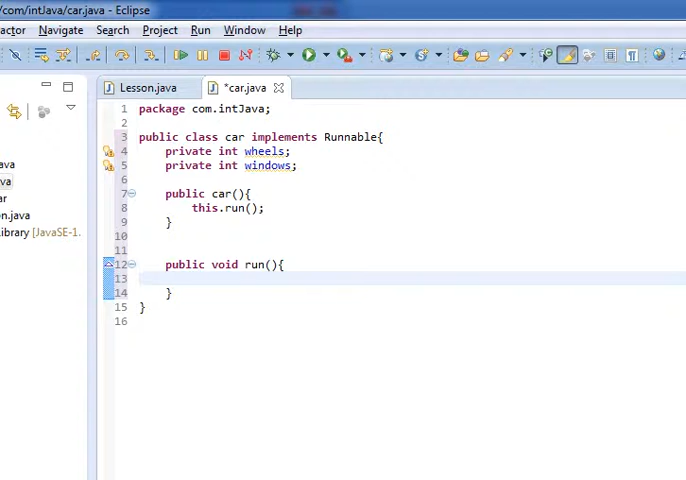 /com/intJava/car.java - Eclipse
actor Navigate Search Project Run Window Help
Lesson.java *car.java
1 package com.intJava;
2
3 public class car implements Runnable{
4 private int wheels;
5 private int windows;
6
7 public car(){
8 this.run();
9 }
10
11
12 public void run(){
13
14 }
15 }
16
ava
va
ar
n.java
ibrary [JavaSE-1.